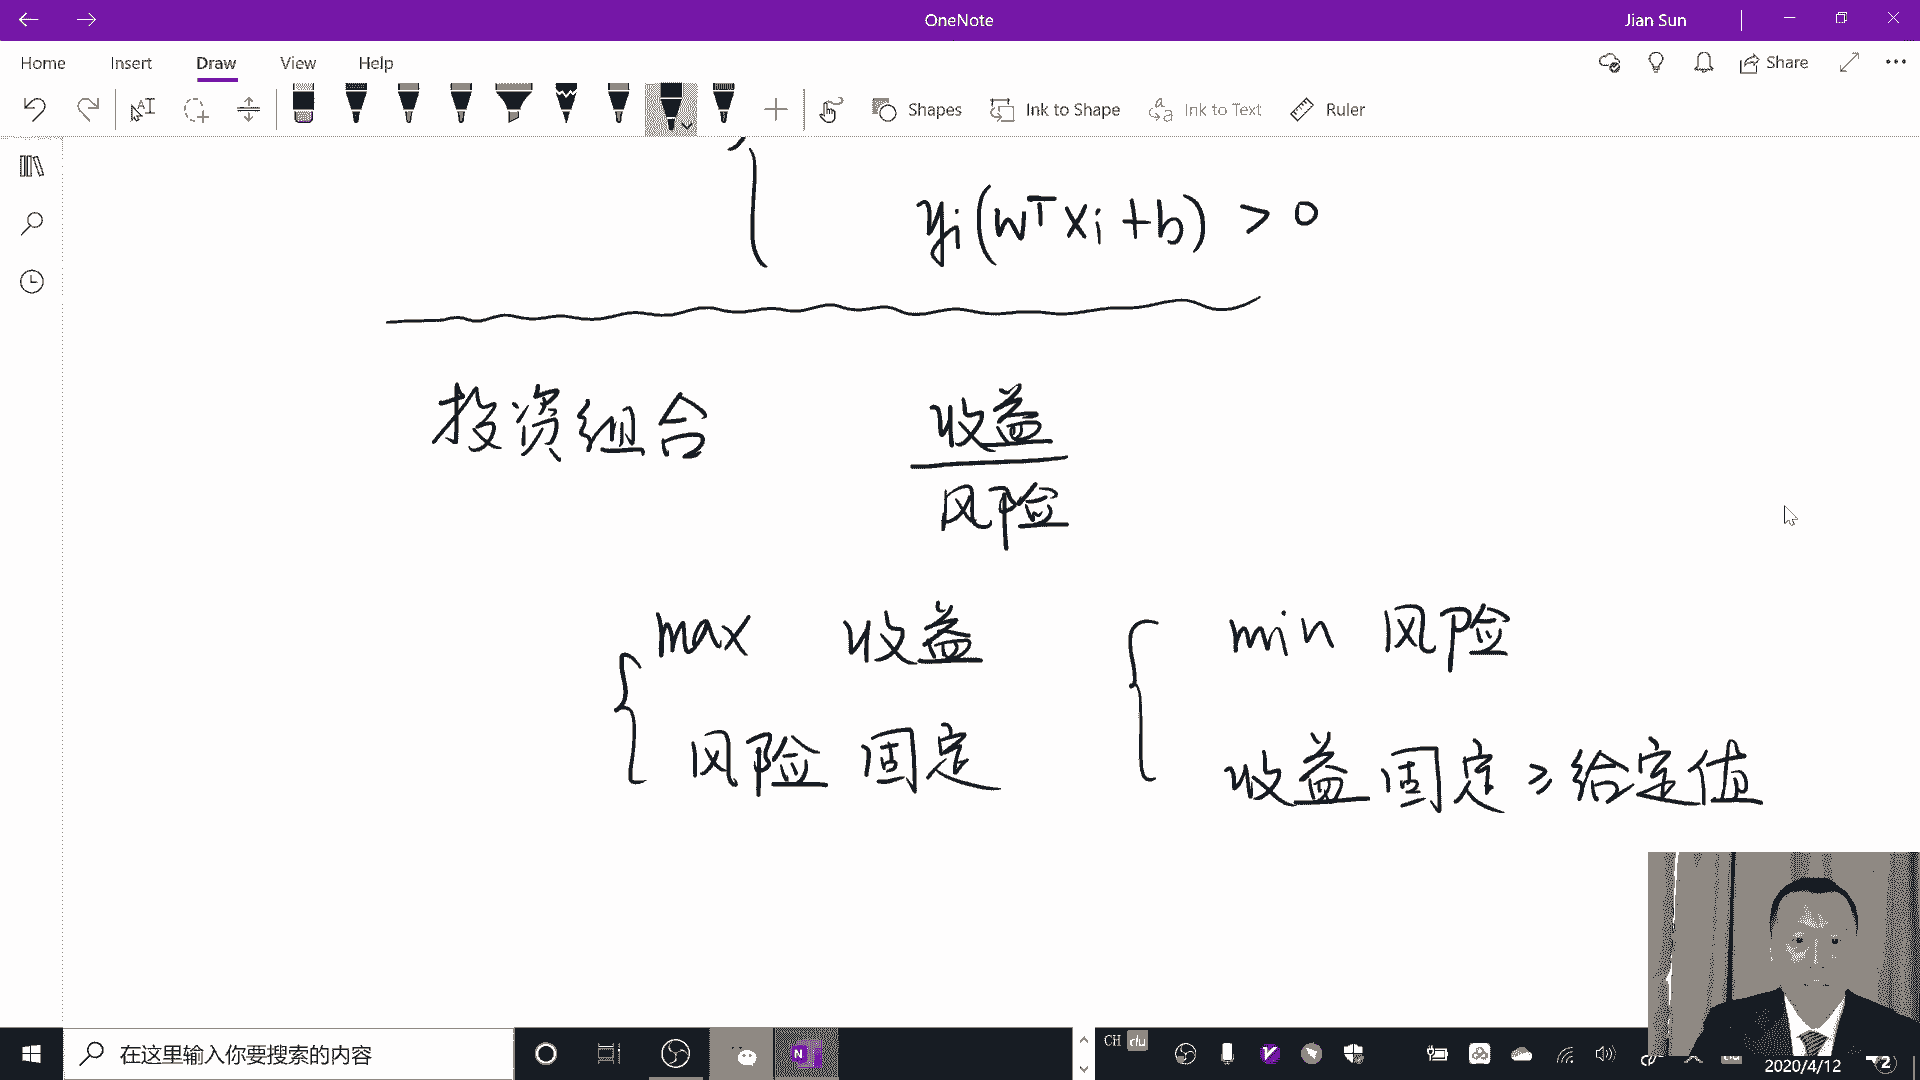 OneNote
Jian Sun
Home Insert Draw View Help
Share
Shapes Ink to Shape Ink to Text Ruler
yi(wᵀxi+b) > 0
投资组合
收益
风险
max 收益
风险 固定
min 风险
收益 固定 ≥ 给定值
在这里输入你要搜索的内容
CH
2020/4/12
2